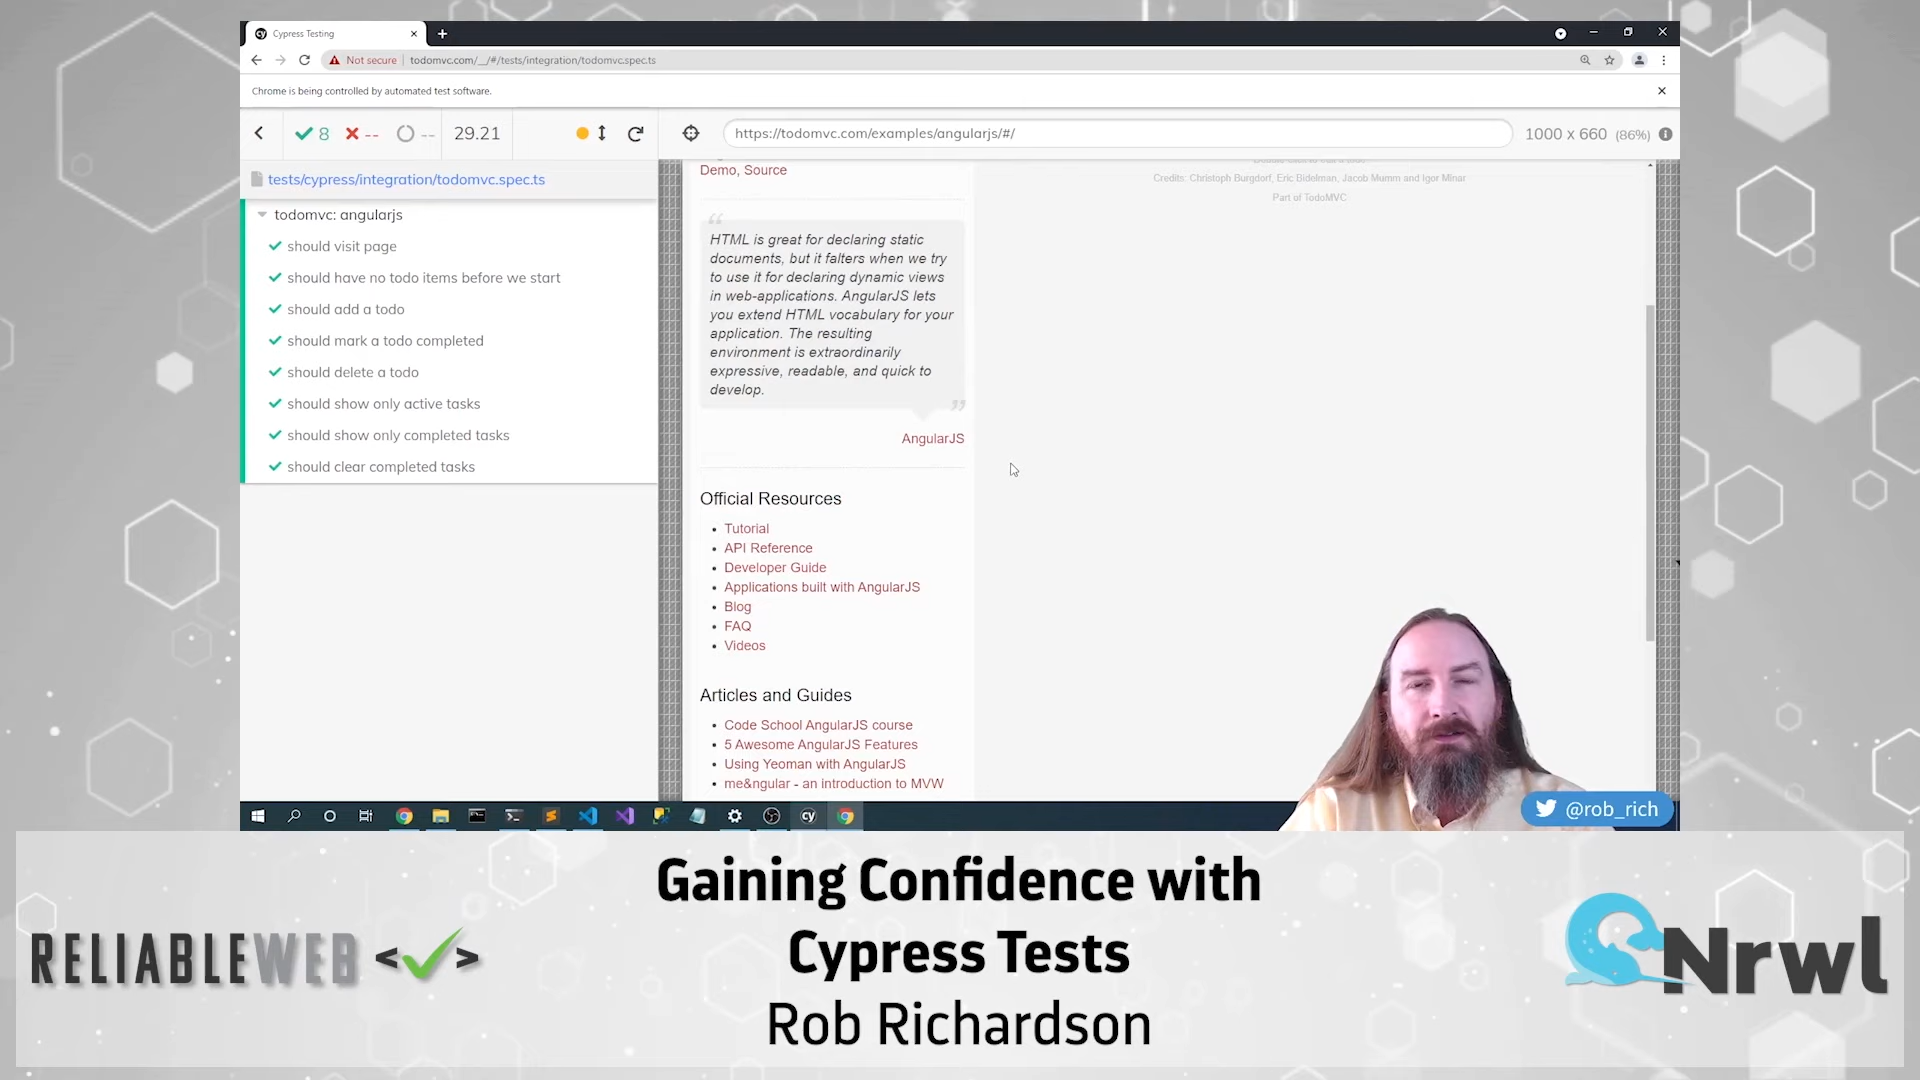 Cypress Testing
Not secure
todomvc.com/__/#/tests/integration/todomvc.spec.ts
Chrome is being controlled by automated test software.
8
--
--
29.21
https://todomvc.com/examples/angularjs/#/
1000 x 660 (86%)
tests/cypress/integration/todomvc.spec.ts
todomvc: angularjs
should visit page
should have no todo items before we start
should add a todo
should mark a todo completed
should delete a todo
should show only active tasks
should show only completed tasks
should clear completed tasks
Demo, Source
“
HTML is great for declaring static
documents, but it falters when we try
to use it for declaring dynamic views
in web-applications. AngularJS lets
you extend HTML vocabulary for your
application. The resulting
environment is extraordinarily
expressive, readable, and quick to
develop.
”
AngularJS
Official Resources
Tutorial
API Reference
Developer Guide
Applications built with AngularJS
Blog
FAQ
Videos
Articles and Guides
Code School AngularJS course
5 Awesome AngularJS Features
Using Yeoman with AngularJS
me&ngular - an introduction to MVW
Credits: Christoph Burgdorf, Eric Bidelman, Jacob Mumm and Igor Minar
Part of TodoMVC
@rob_rich
RELIABLEWEB <✓>
Gaining Confidence with
Cypress Tests
Rob Richardson
Nrwl